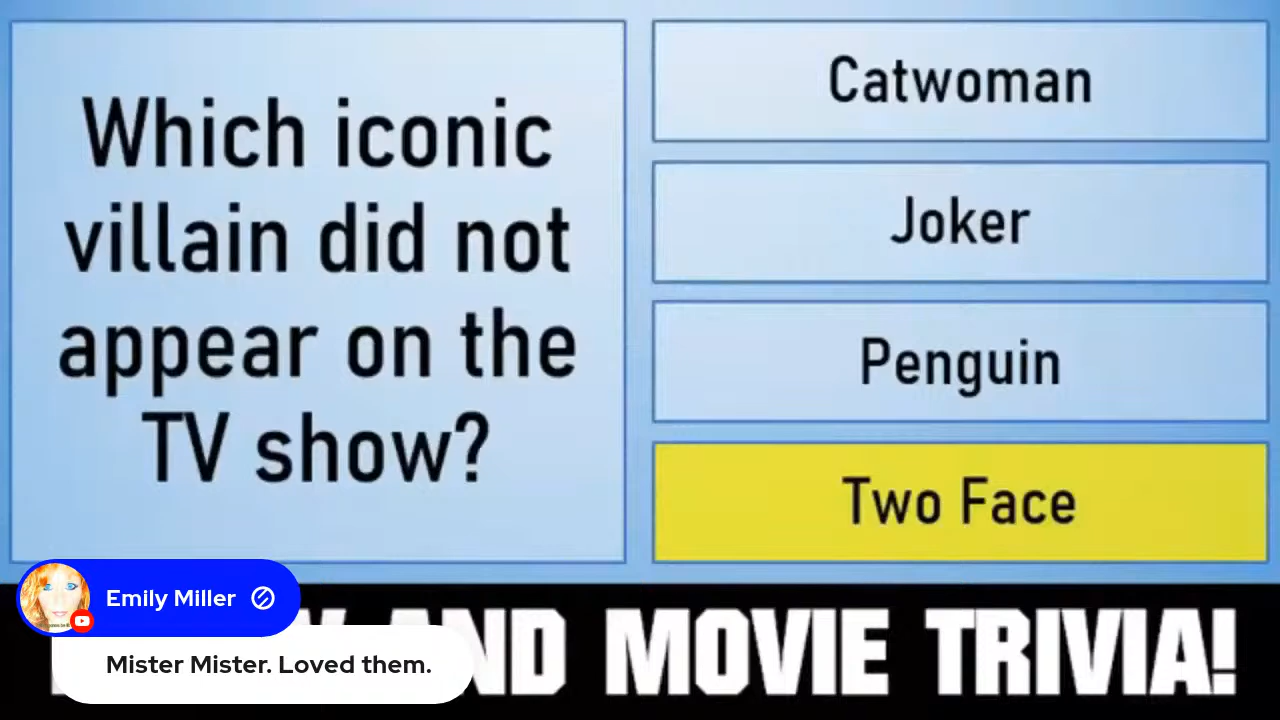 Which iconic
villain did not
appear on the
TV show?
Catwoman
Joker
Penguin
Two Face
Emily Miller
Mister Mister. Loved them.
AND MOVIE TRIVIA!